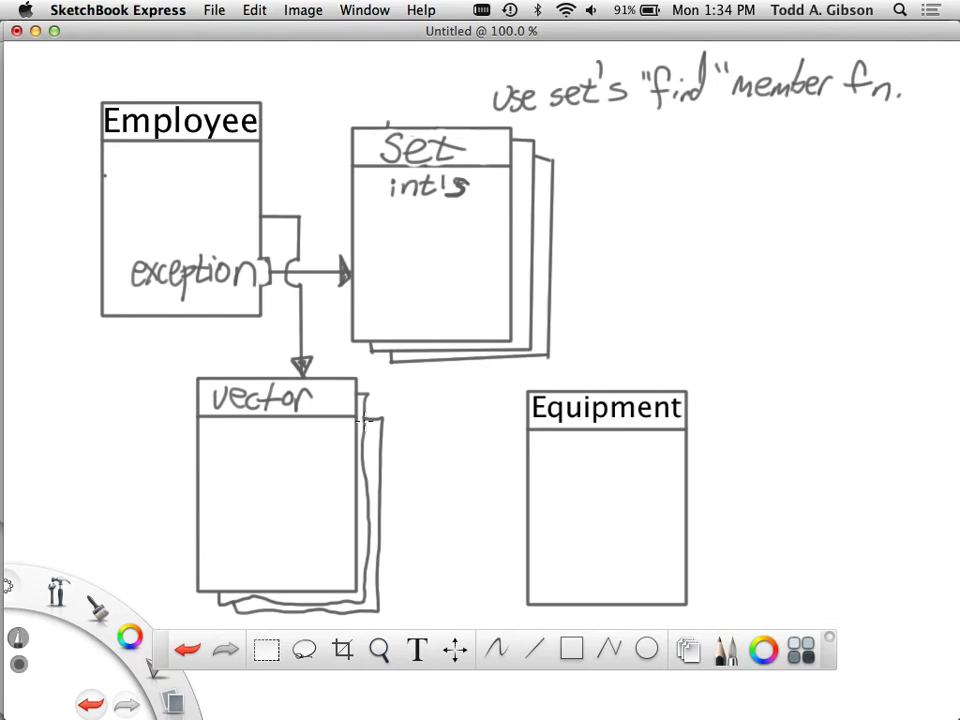 SketchBook Express File Edit Image Window Help 91% Mon 1:34 PM Todd A. Gibson
Untitled @ 100.0 %
use set's "find" member fn.
Employee
set
int's
exception
vector
Equipment
T